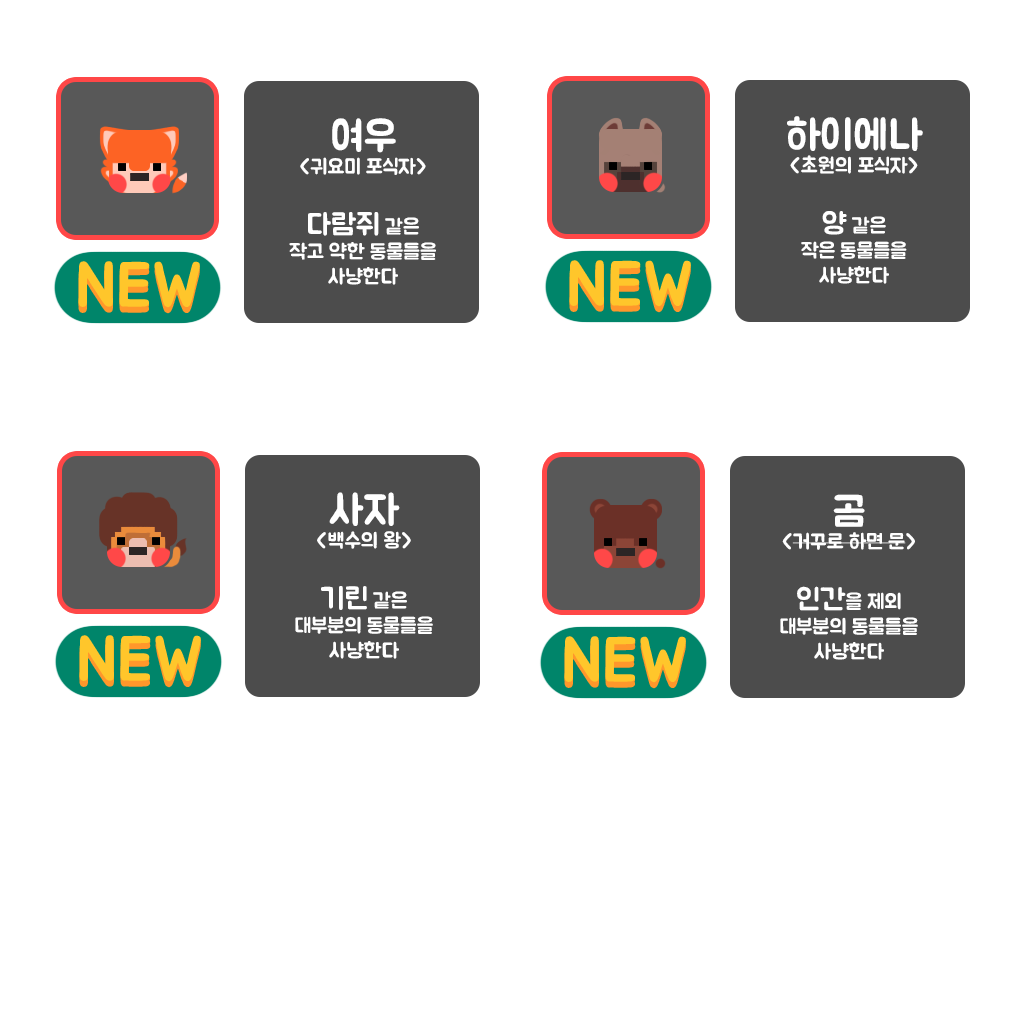 여우
<귀요미 포식자>
다람쥐 같은
작고 약한 동물들을
사냥한다
NEW
하이에나
<초원의 포식자>
양 같은
작은 동물들을
사냥한다
NEW
사자
<백수의 왕>
기린 같은
대부분의 동물들을
사냥한다
NEW
곰
<거꾸로 하면 문>
인간을 제외
대부분의 동물들을
사냥한다
NEW